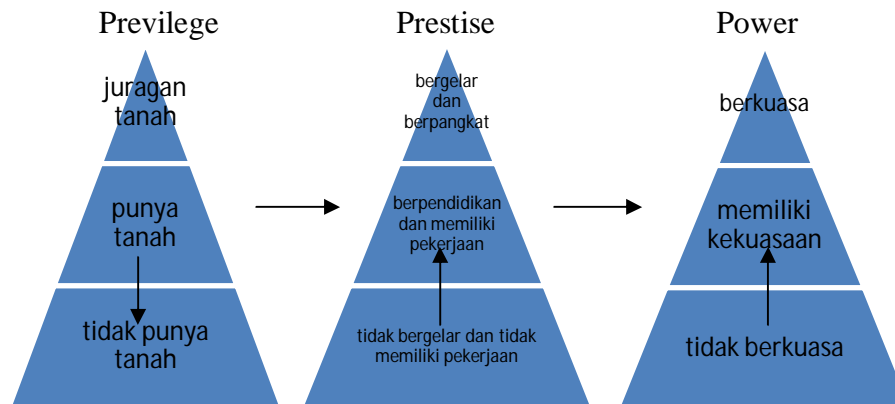 Previlege
juragan
tanah
punya
tanah
tidak punya
tanah
Prestise
bergelar
dan
berpangkat
berpendidikan
dan memiliki
pekerjaan
tidak bergelar dan tidak
memiliki pekerjaan
Power
berkuasa
memiliki
kekuasaan
tidak berkuasa